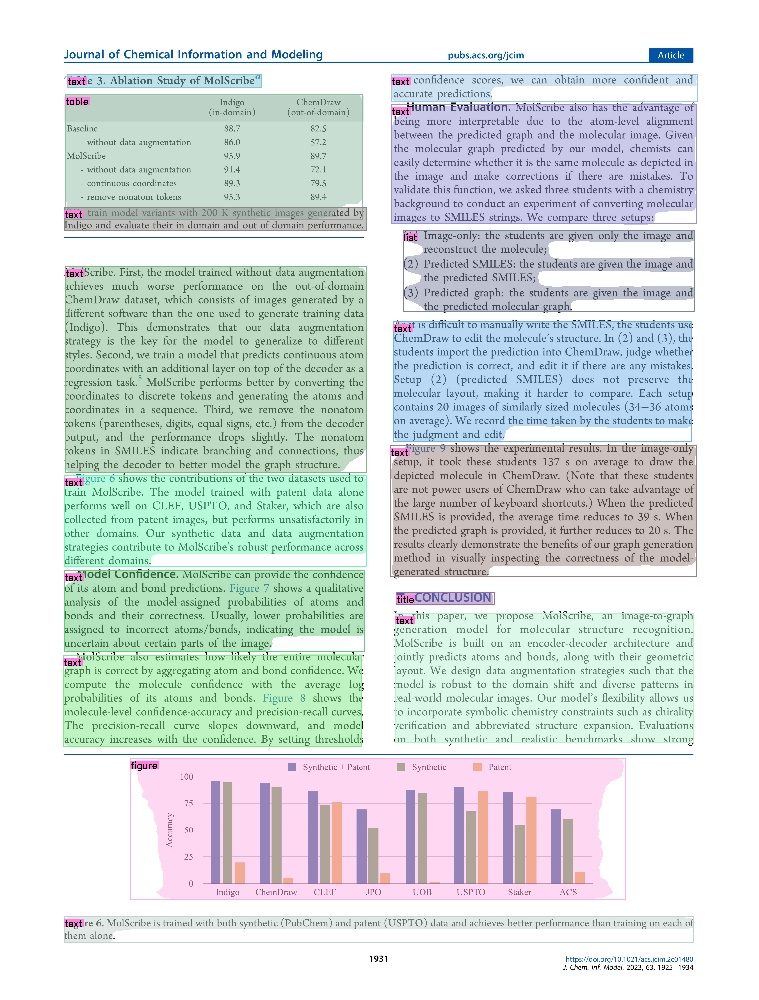 Journal of Chemical Information and Modeling
pubs.acs.org/jcim
Article
text e 3. Ablation Study of MolScribe a
table
Indigo ChemDraw
(in-domain) (out-of-domain)
Baseline 88.7 82.5
- without data augmentation 86.0 57.2
MolScribe 93.9 89.7
- without data augmentation 91.4 72.1
- continuous coordinates 89.3 79.5
- remove nonatom tokens 93.3 89.4
text train model variants with 200 K synthetic images generated by
Indigo and evaluate their in domain and out of domain performance.
text Scribe. First, the model trained without data augmentation
achieves much worse performance on the out-of-domain
ChemDraw dataset, which consists of images generated by a
different software than the one used to generate training data
(Indigo). This demonstrates that our data augmentation
strategy is the key for the model to generalize to different
styles. Second, we train a model that predicts continuous atom
coordinates with an additional layer on top of the decoder as a
regression task. MolScribe performs better by converting the
coordinates to discrete tokens and generating the atoms and
coordinates in a sequence. Third, we remove the nonatom
tokens (parentheses, digits, equal signs, etc.) from the decoder
output, and the performance drops slightly. The nonatom
tokens in SMILES indicate branching and connections, thus
helping the decoder to better model the graph structure.
text Figure 6 shows the contributions of the two datasets used to
train MolScribe. The model trained with patent data alone
performs well on CLEF, USPTO, and Staker, which are also
collected from patent images, but performs unsatisfactorily in
other domains. Our synthetic data and data augmentation
strategies contribute to MolScribe's robust performance across
different domains.
text Model Confidence. MolScribe can provide the confidence
of its atom and bond predictions. Figure 7 shows a qualitative
analysis of the model-assigned probabilities of atoms and
bonds and their correctness. Usually, lower probabilities are
assigned to incorrect atoms/bonds, indicating the model is
uncertain about certain parts of the image.
text MolScribe also estimates how likely the entire molecular
graph is correct by aggregating atom and bond confidence. We
compute the molecule confidence with the average log
probabilities of its atoms and bonds. Figure 8 shows the
molecule-level confidence-accuracy and precision-recall curves.
The precision-recall curve slopes downward, and model
accuracy increases with the confidence. By setting thresholds
text confidence scores, we can obtain more confident and
accurate predictions.
text Human Evaluation. MolScribe also has the advantage of
being more interpretable due to the atom-level alignment
between the predicted graph and the molecular image. Given
the molecular graph predicted by our model, chemists can
easily determine whether it is the same molecule as depicted in
the image and make corrections if there are mistakes. To
validate this function, we asked three students with a chemistry
background to conduct an experiment of converting molecular
images to SMILES strings. We compare three setups:
list Image-only: the students are given only the image and
reconstruct the molecule;
(2) Predicted SMILES: the students are given the image and
the predicted SMILES;
(3) Predicted graph: the students are given the image and
the predicted molecular graph.
text it is difficult to manually write the SMILES, the students use
ChemDraw to edit the molecule's structure. In (2) and (3), the
students import the prediction into ChemDraw, judge whether
the prediction is correct, and edit it if there are any mistakes.
Setup (2) (predicted SMILES) does not preserve the
molecular layout, making it harder to compare. Each setup
contains 20 images of similarly sized molecules (34−36 atoms
on average). We record the time taken by the students to make
the judgment and edit.
text Figure 9 shows the experimental results. In the image-only
setup, it took these students 137 s on average to draw the
depicted molecule in ChemDraw. (Note that these students
are not power users of ChemDraw who can take advantage of
the large number of keyboard shortcuts.) When the predicted
SMILES is provided, the average time reduces to 39 s. When
the predicted graph is provided, it further reduces to 20 s. The
results clearly demonstrate the benefits of our graph generation
method in visually inspecting the correctness of the model-
generated structure.
title CONCLUSION
text this paper, we propose MolScribe, an image-to-graph
generation model for molecular structure recognition.
MolScribe is built on an encoder-decoder architecture and
jointly predicts atoms and bonds, along with their geometric
layout. We design data augmentation strategies such that the
model is robust to the domain shift and diverse patterns in
real-world molecular images. Our model's flexibility allows us
to incorporate symbolic chemistry constraints such as chirality
verification and abbreviated structure expansion. Evaluations
on both synthetic and realistic benchmarks show strong
figure
Synthetic + Patent Synthetic Patent
Accuracy
100
75
50
25
0
Indigo ChemDraw CLEF JPO UOB USPTO Staker ACS
text re 6. MolScribe is trained with both synthetic (PubChem) and patent (USPTO) data and achieves better performance than training on each of
them alone.
1931
https://doi.org/10.1021/acs.jcim.2c01480
J. Chem. Inf. Model. 2023, 63, 1925−1934